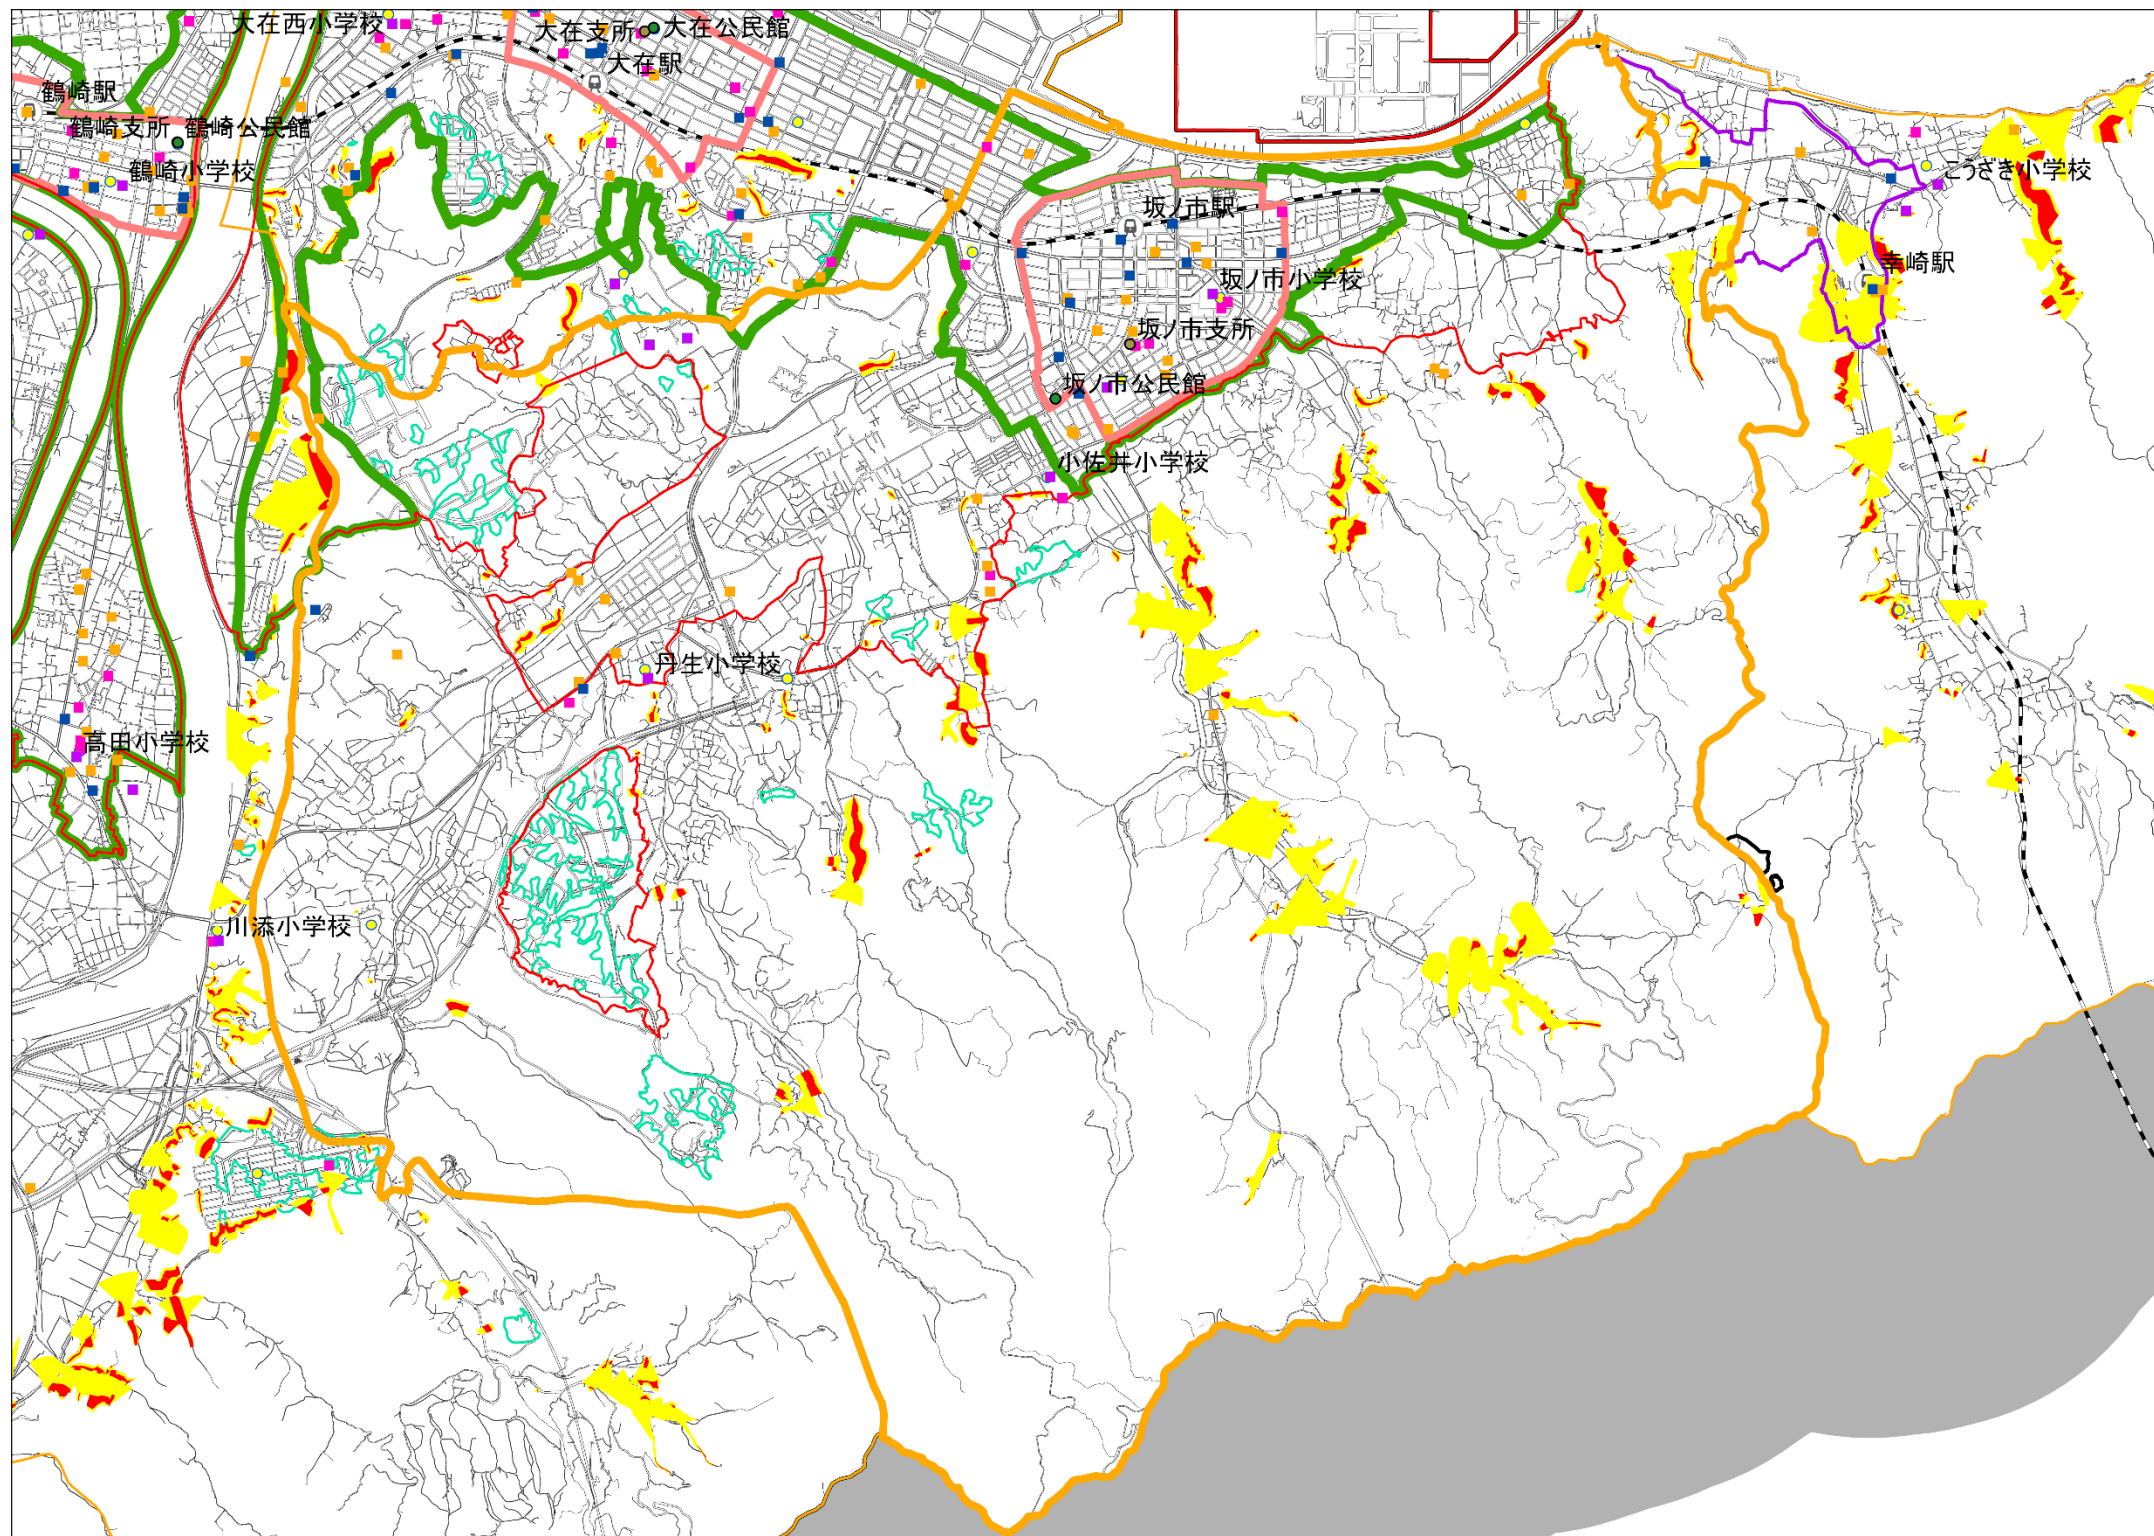 大在西小学校
大在支所
大在公民館
大在駅
鶴崎駅
鶴崎支所
鶴崎公民館
鶴崎小学校
こうざき小学校
坂ノ市駅
幸崎駅
坂ノ市小学校
坂ノ市支所
坂ノ市公民館
小佐井小学校
丹生小学校
高田小学校
川添小学校